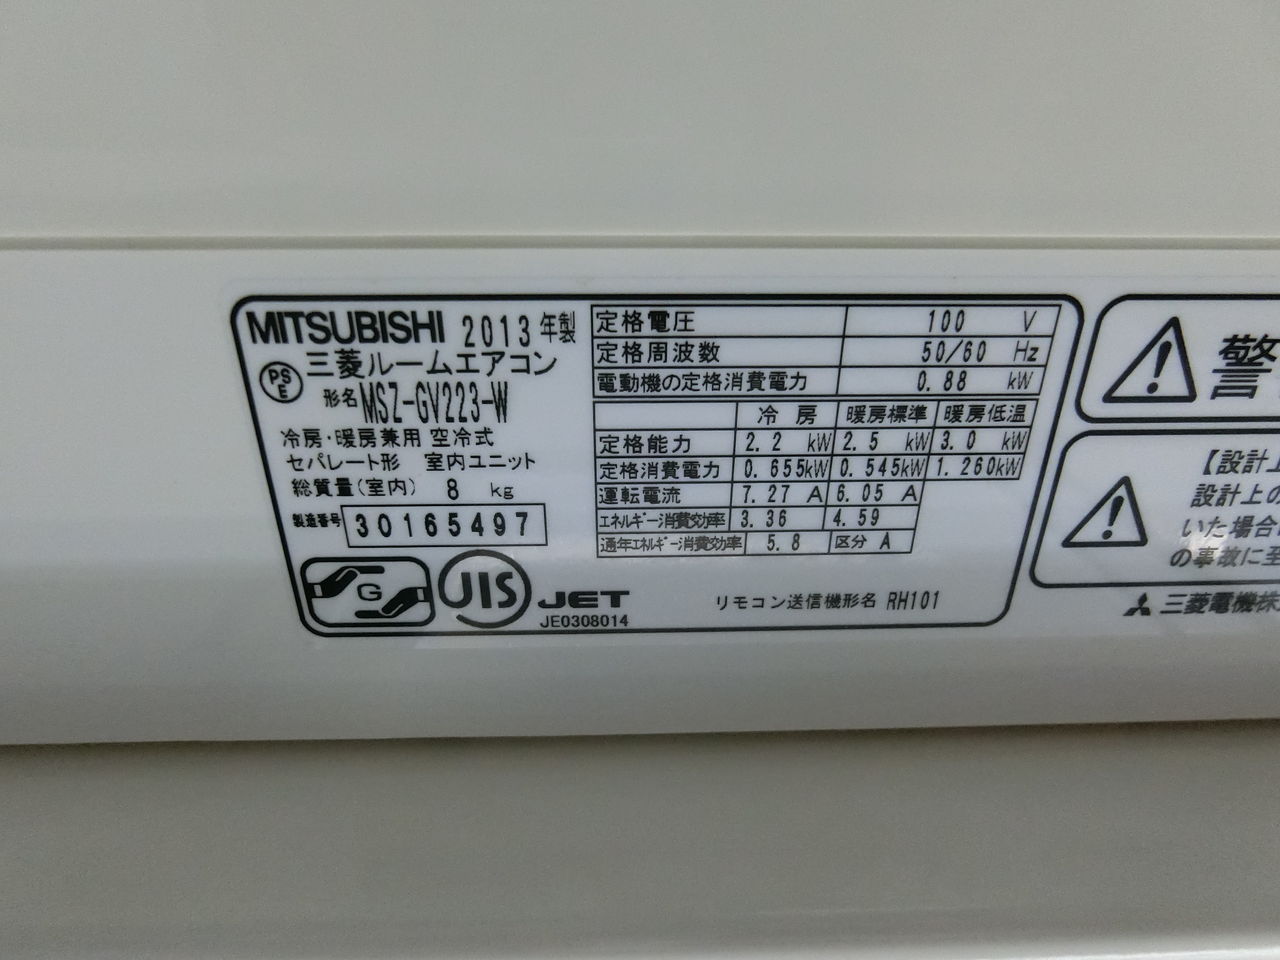 MITSUBISHI 2013 年製
PSE 三菱ルームエアコン
形名 MSZ-GV223-W
冷房・暖房兼用 空冷式
セパレート形 室内ユニット
総質量(室内) 8 kg
製造番号 30165497
G JIS JET
JE0308014
定格電圧 100 V
定格周波数 50/60 Hz
電動機の定格消費電力 0.88 kW
冷房 暖房標準 暖房低温
定格能力 2.2 kW 2.5 kW 3.0 kW
定格消費電力 0.655kW 0.545kW 1.260kW
運転電流 7.27 A 6.05 A
エネルギー消費効率 3.36 4.59
通年エネルギー消費効率 5.8 区分 A
リモコン送信機形名 RH101
警
【設計上
設計上の
いた場合
の事故に至
三菱電機株